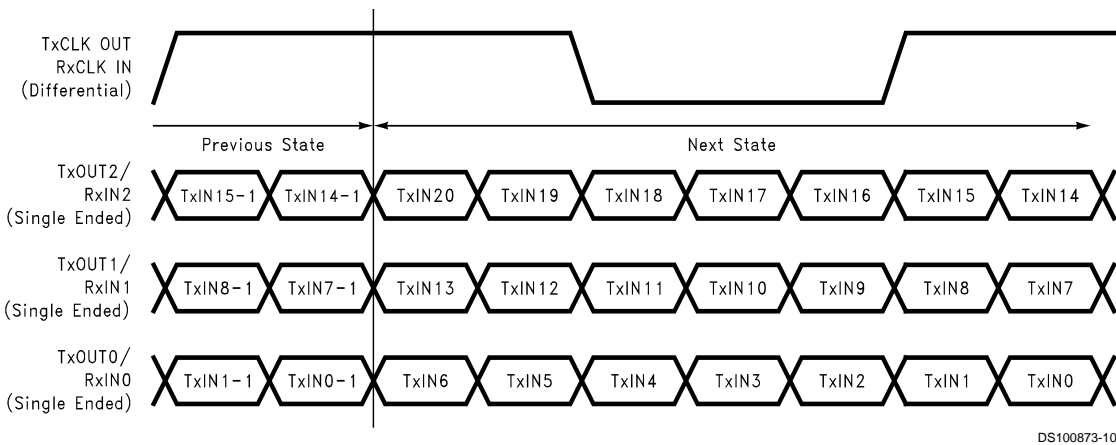 TxCLK OUT
RxCLK IN
(Differential)
Previous State
Next State
TxOUT2/
RxIN2
(Single Ended)
TxIN15-1 TxIN14-1 TxIN20 TxIN19 TxIN18 TxIN17 TxIN16 TxIN15 TxIN14
TxOUT1/
RxIN1
(Single Ended)
TxIN8-1 TxIN7-1 TxIN13 TxIN12 TxIN11 TxIN10 TxIN9 TxIN8 TxIN7
TxOUT0/
RxIN0
(Single Ended)
TxIN1-1 TxIN0-1 TxIN6 TxIN5 TxIN4 TxIN3 TxIN2 TxIN1 TxIN0
DS100873-10